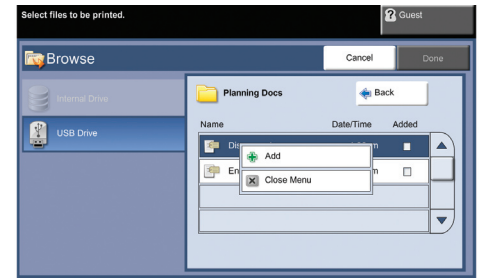 Select files to be printed.
Guest
Browse
Cancel
Done
Internal Drive
USB Drive
Planning Docs
Back
Name
Date/Time
Added
Add
Close Menu